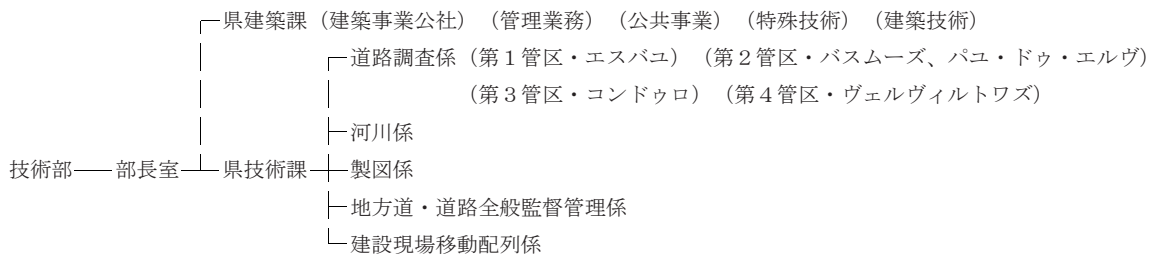 県建築課（建築事業公社）（管理業務）（公共事業）（特殊技術）（建築技術）
道路調査係（第１管区・エスバユ）（第２管区・バスムーズ、パユ・ドゥ・エルヴ）
（第３管区・コンドゥロ）（第４管区・ヴェルヴィルトワズ）
河川係
技術部 部長室 県技術課 製図係
地方道・道路全般監督管理係
建設現場移動配列係